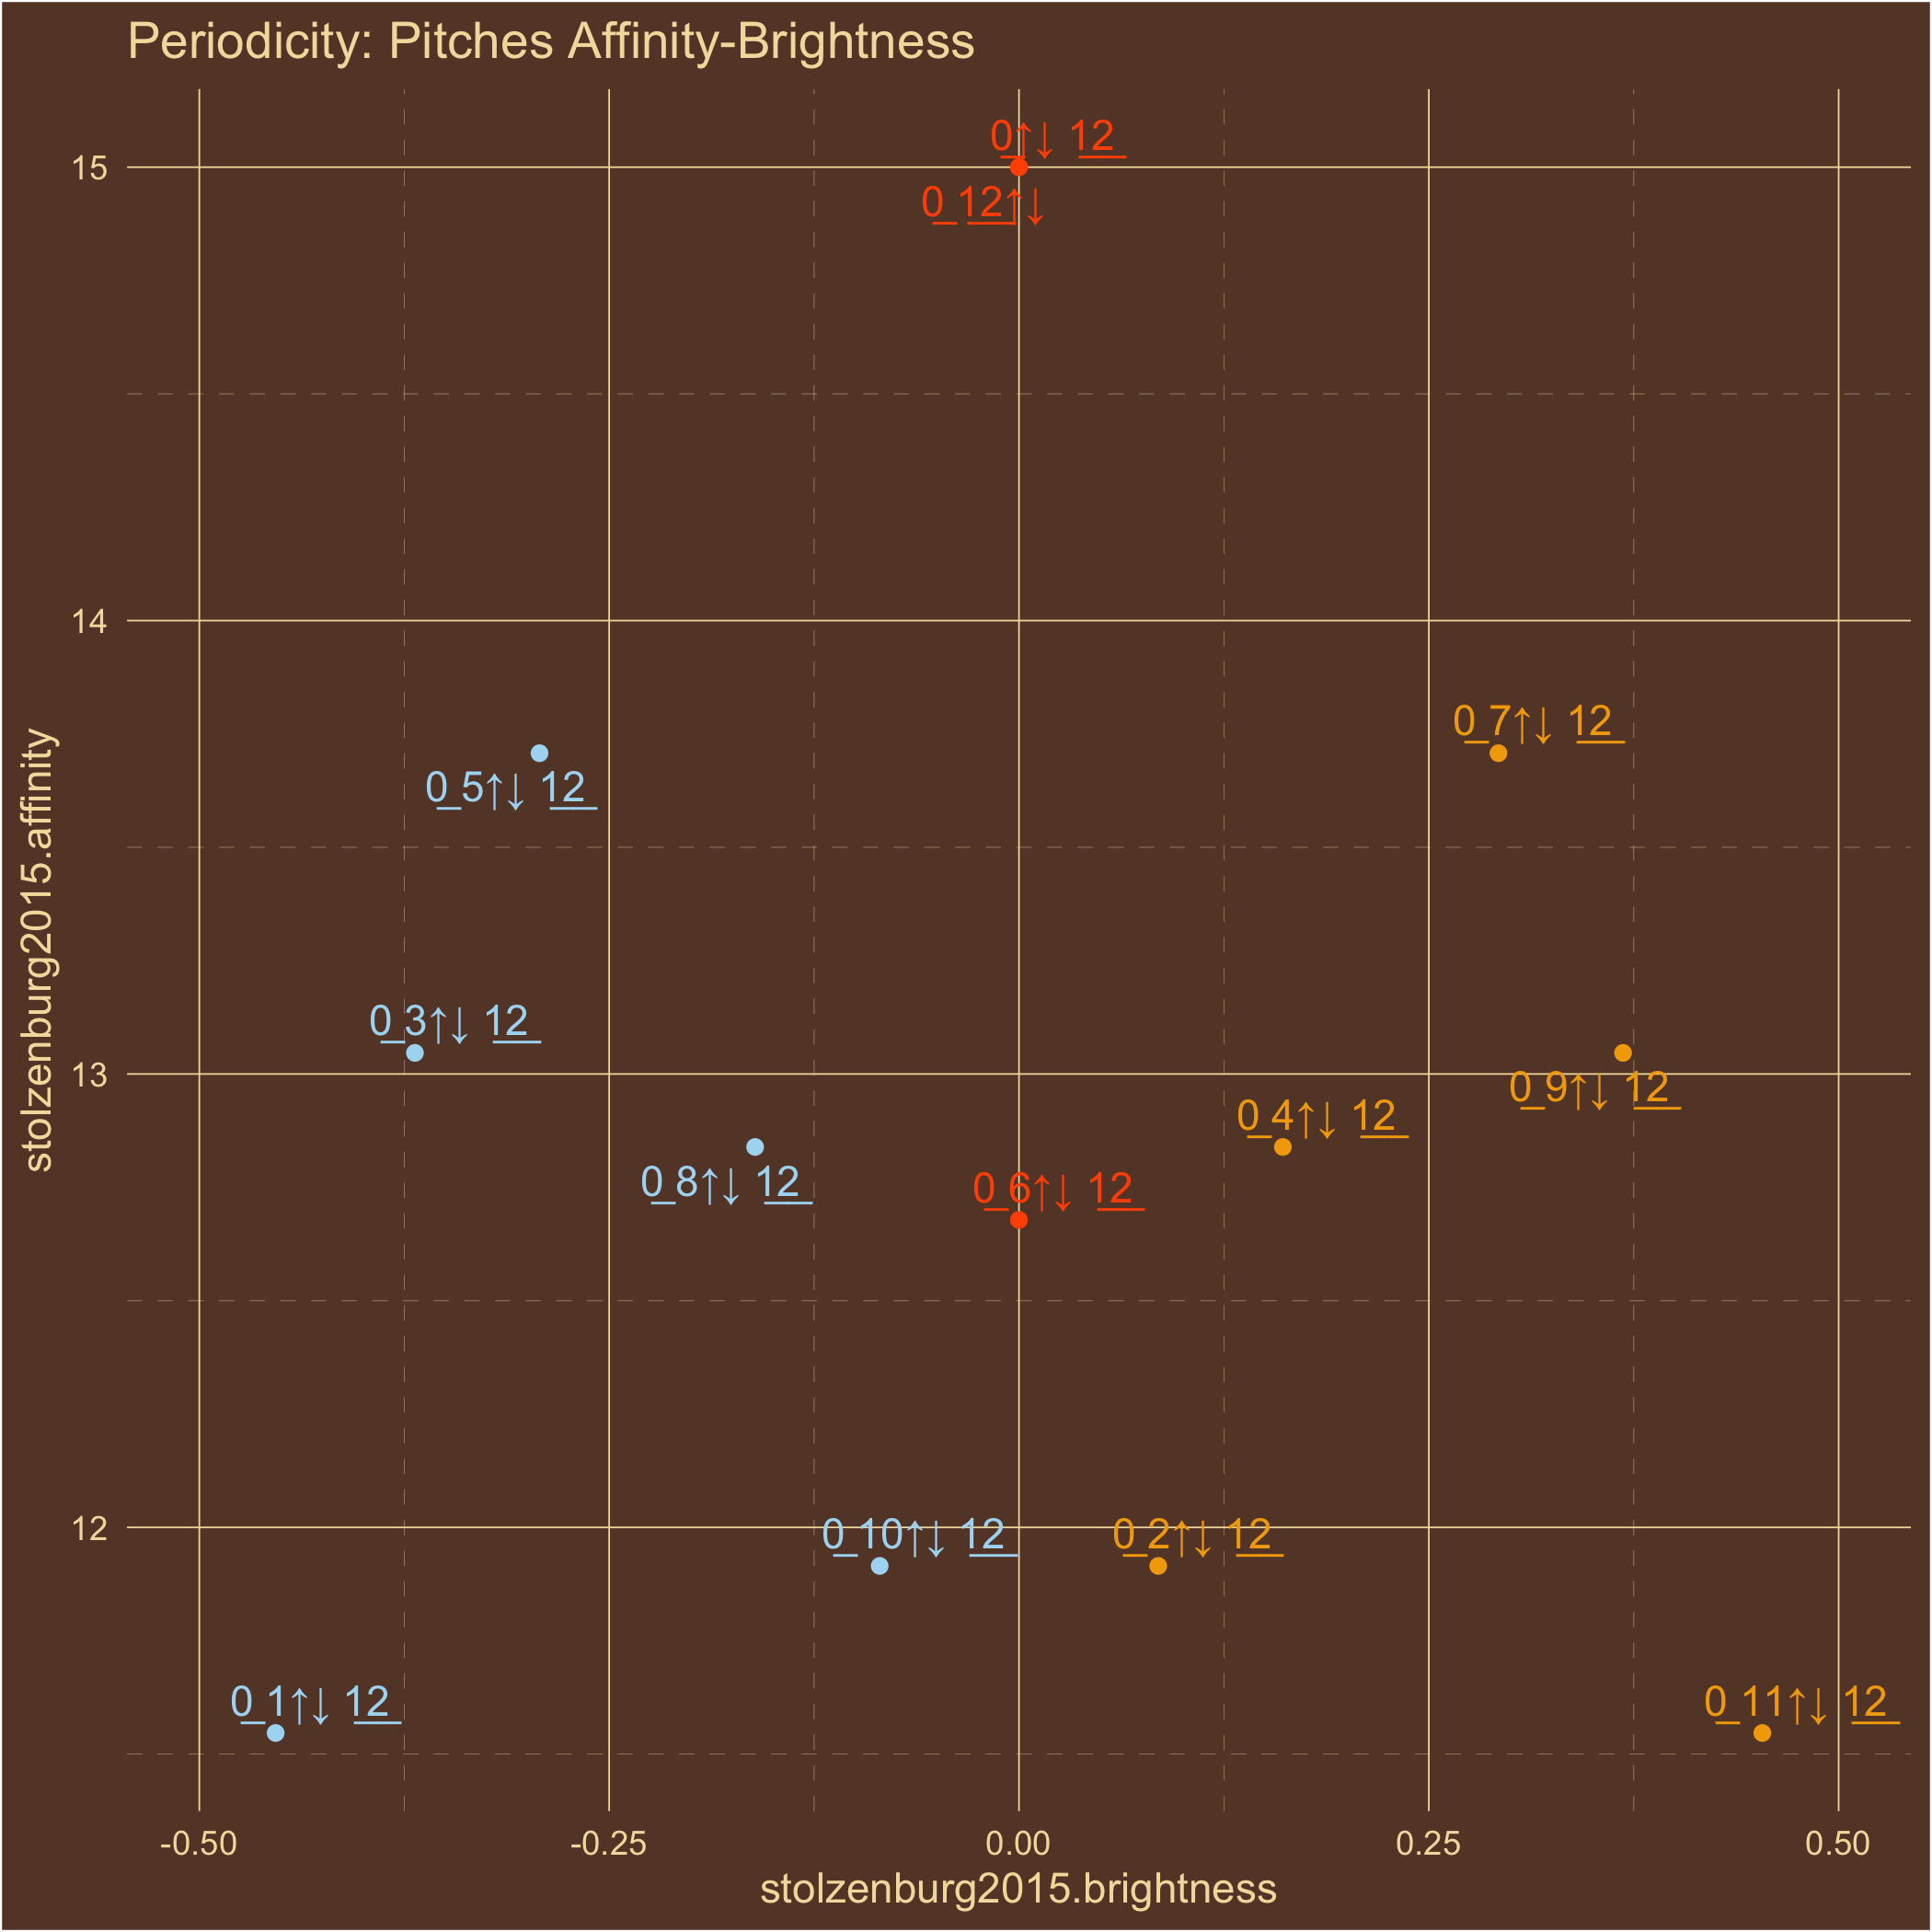 Periodicity: Pitches Affinity-Brightness
0↑↓ 12
15
0 12↑↓
14
0 7↑↓ 12
0 5↑↓ 12
stolzenburg2015.affinity
0 3↑↓ 12
13
0 9↑↓ 12
0 4↑↓ 12
0 8↑↓ 12
0 6↑↓ 12
12
0 10↑↓ 12
0 2↑↓ 12
0 1↑↓ 12
0 11↑↓ 12
-0.50
-0.25
0.00
0.25
0.50
stolzenburg2015.brightness